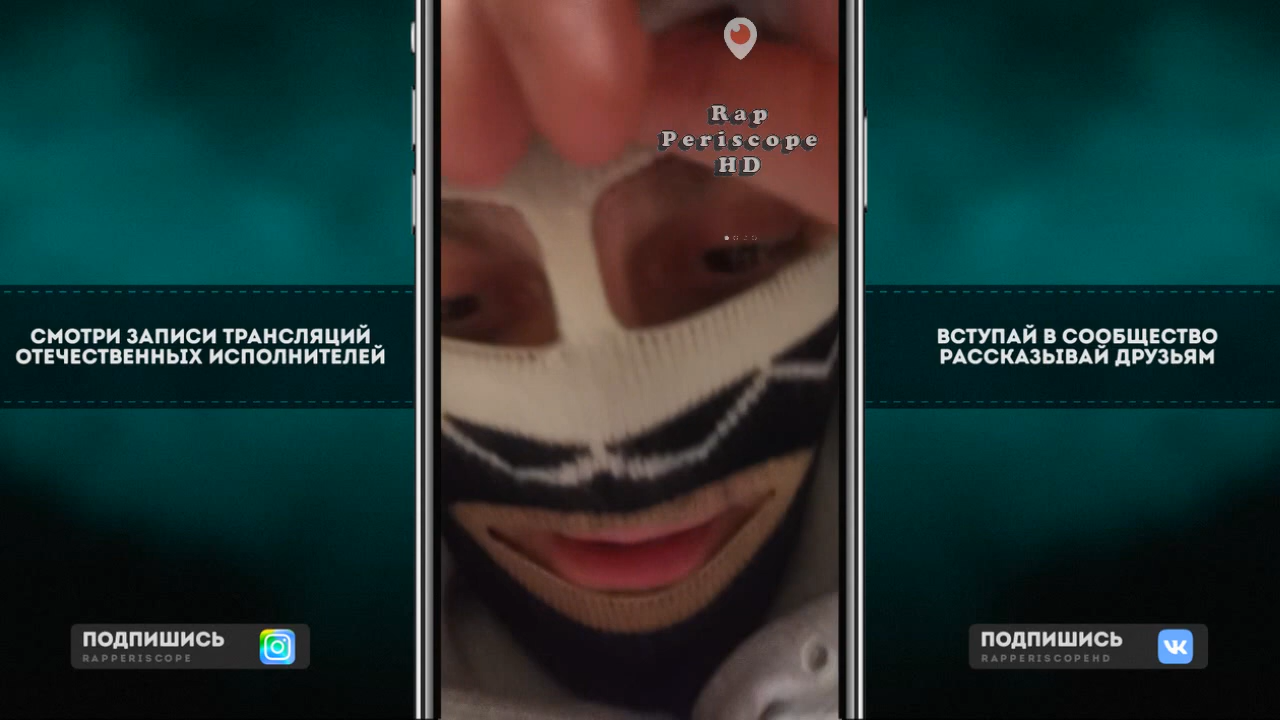 Rap
Periscope
HD
СМОТРИ ЗАПИСИ ТРАНСЛЯЦИЙ
ОТЕЧЕСТВЕННЫХ ИСПОЛНИТЕЛЕЙ
ВСТУПАЙ В СООБЩЕСТВО
РАССКАЗЫВАЙ ДРУЗЬЯМ
ПОДПИШИСЬ
RAPPERISCOPE
ПОДПИШИСЬ
RAPPERISCOPEHD